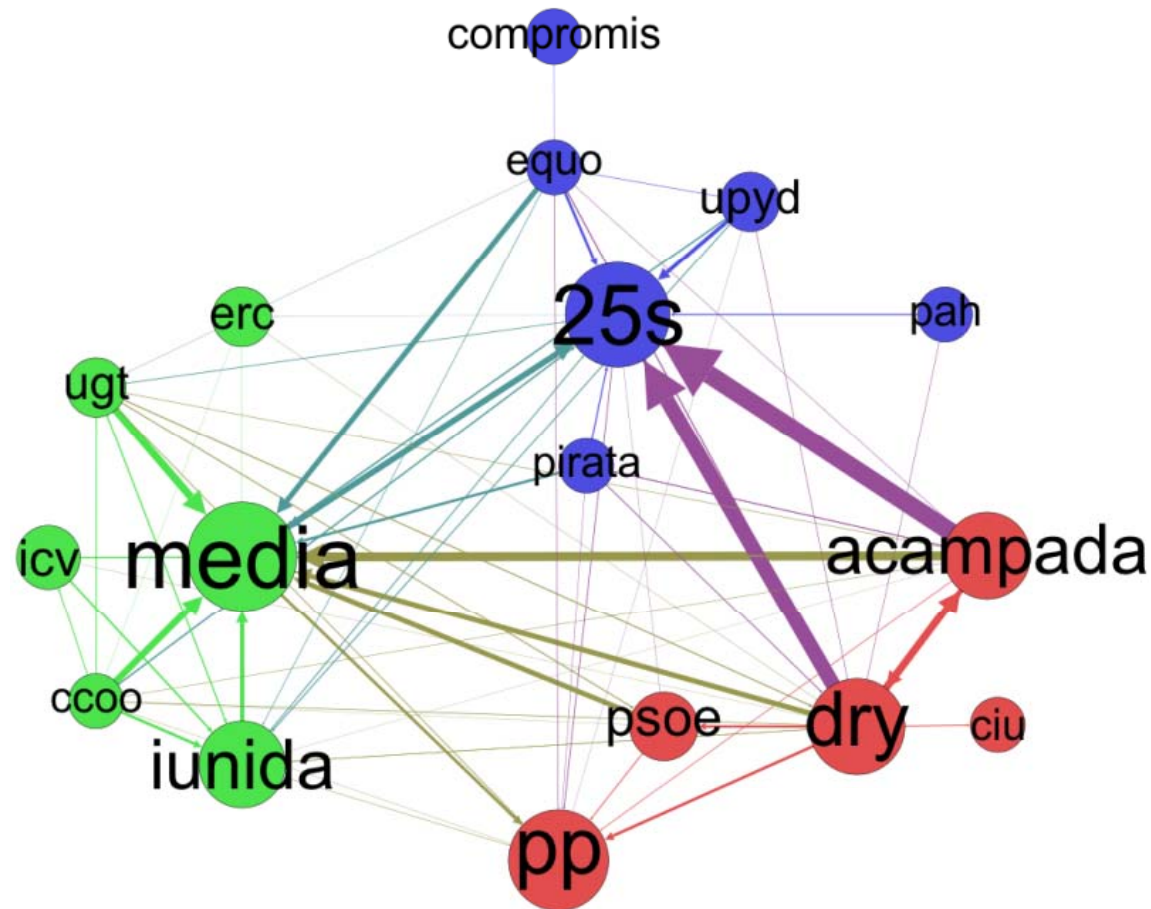 compromis
equo
upyd
25s
erc
pah
ugt
pirata
media
icv
acampada
ccoo
psoe
dry
ciu
iunida
pp